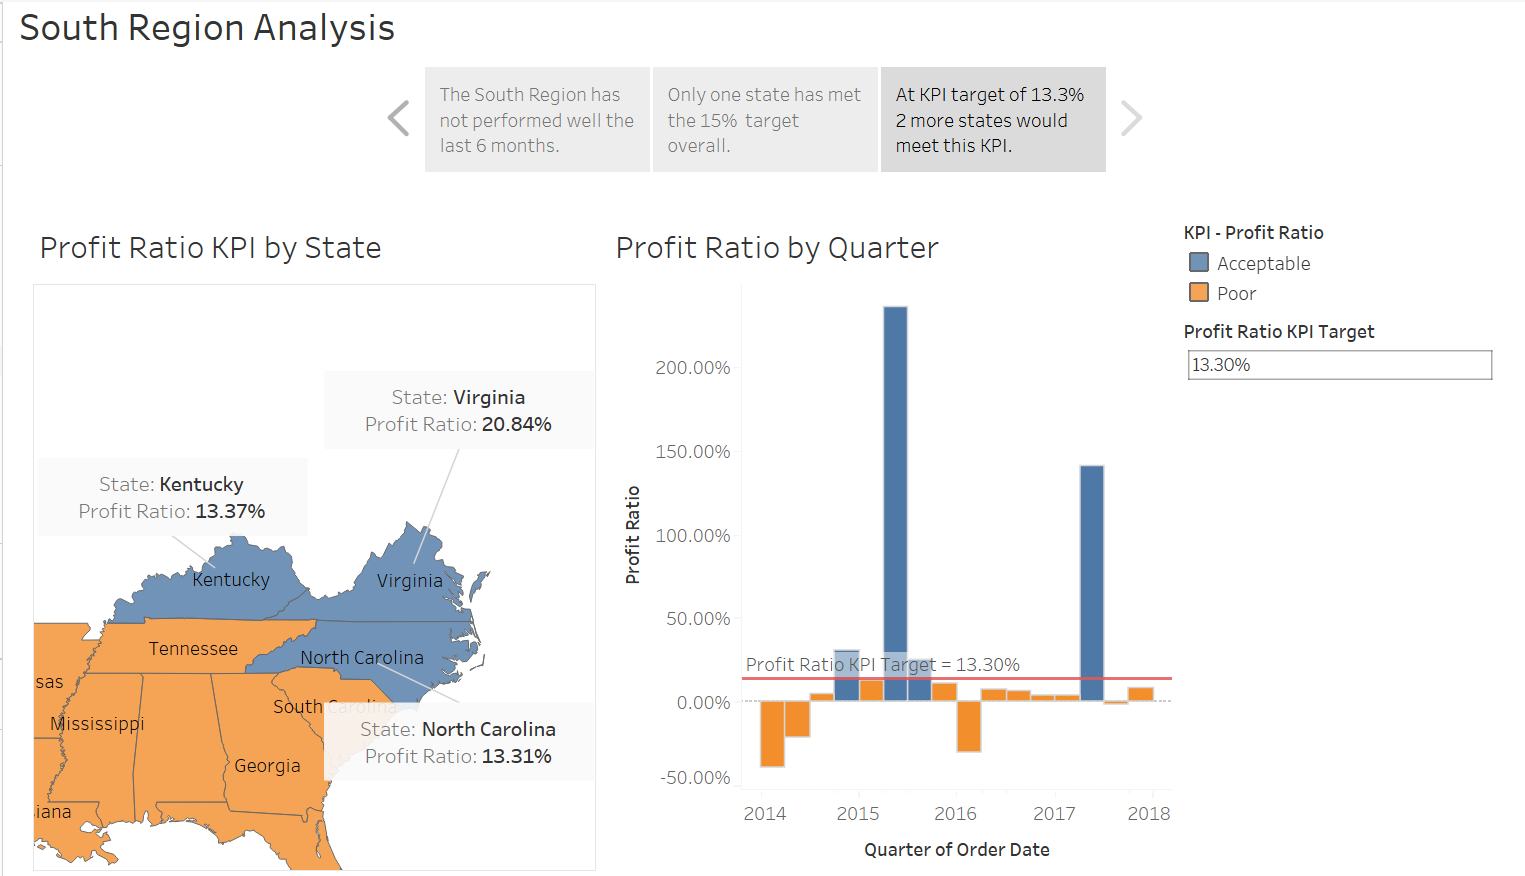 South Region Analysis
The South Region has
not performed well the
last 6 months.
Only one state has met
the 15% target
overall.
At KPI target of 13.3%
2 more states would
meet this KPI.
Profit Ratio KPI by State
State: Virginia
Profit Ratio: 20.84%
State: Kentucky
Profit Ratio: 13.37%
Kentucky
Virginia
Tennessee
North Carolina
sas
South Carolina
Mississippi
State: North Carolina
Profit Ratio: 13.31%
Georgia
iana
Profit Ratio by Quarter
Profit Ratio
200.00%
150.00%
100.00%
50.00%
0.00%
-50.00%
Profit Ratio KPI Target = 13.30%
2014
2015
2016
2017
2018
Quarter of Order Date
KPI - Profit Ratio
Acceptable
Poor
Profit Ratio KPI Target
13.30%